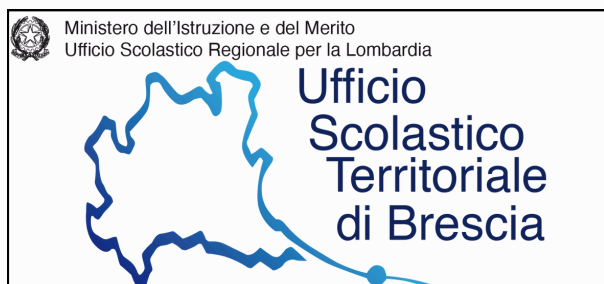 Ministero dell'Istruzione e del Merito
Ufficio Scolastico Regionale per la Lombardia
Ufficio
Scolastico
Territoriale
di Brescia